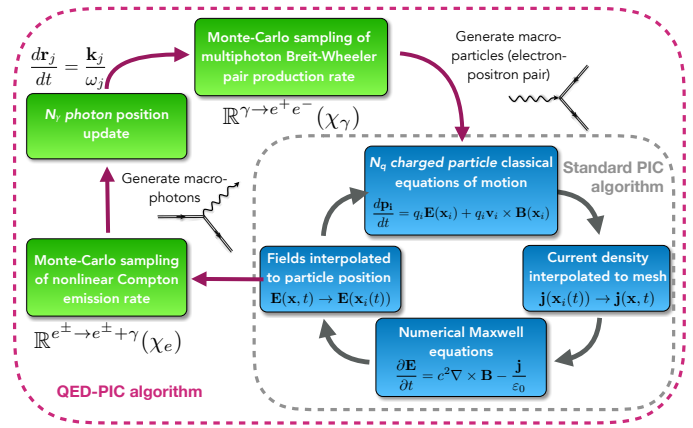 Monte-Carlo sampling of
multiphoton Breit-Wheeler
pair production rate
ℝ^{γ→e⁺e⁻}(χ_γ)
Generate macro-
particles (electron-
positron pair)
d𝐫_j/dt = 𝐤_j/ω_j
N_γ photon position
update
Generate macro-
photons
Monte-Carlo sampling
of nonlinear Compton
emission rate
ℝ^{e^±→e^±+γ}(χ_e)
QED-PIC algorithm
Standard PIC
algorithm
N_q charged particle classical
equations of motion
d𝐩_𝐢/dt = q_i𝐄(𝐱_i) + q_i𝐯_i × 𝐁(𝐱_i)
Fields interpolated
to particle position
𝐄(𝐱, t) → 𝐄(𝐱_i(t))
Current density
interpolated to mesh
𝐣(𝐱_i(t)) → 𝐣(𝐱, t)
Numerical Maxwell
equations
∂𝐄/∂t = c²∇ × 𝐁 − 𝐣/ε₀